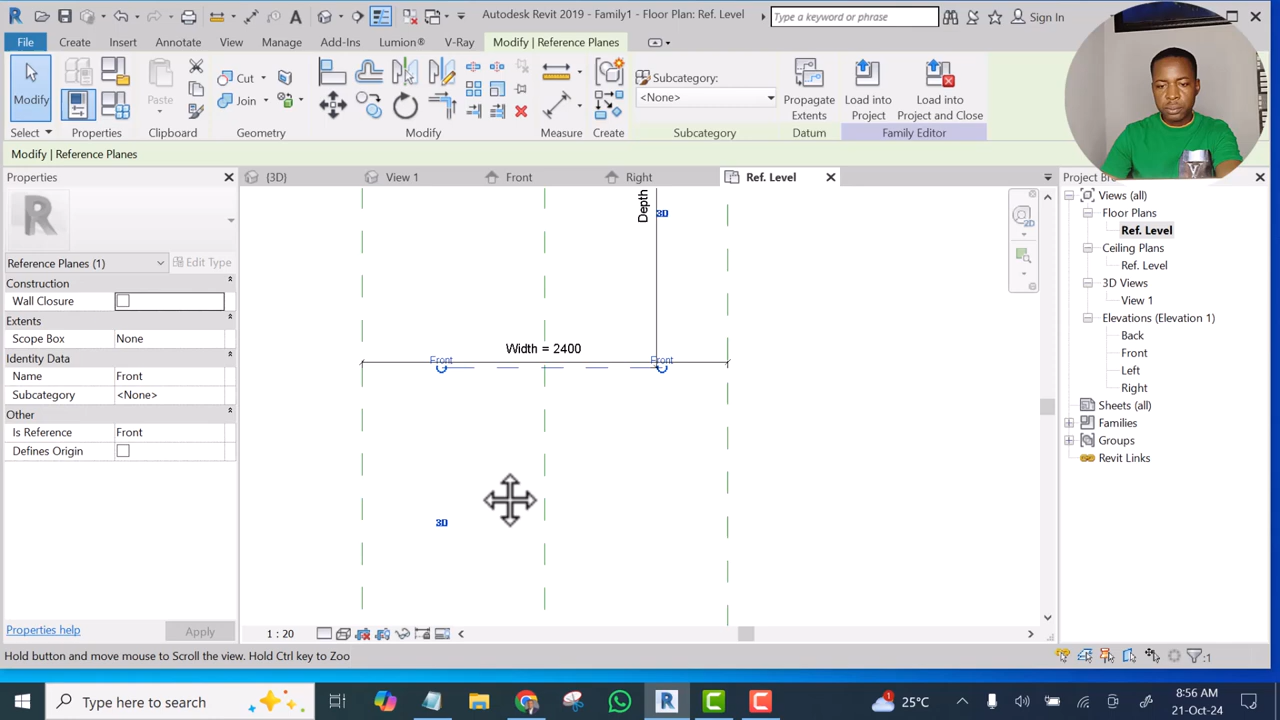 Autodesk Revit 2019 - Family1 - Floor Plan: Ref. Level
Type a keyword or phrase
Sign In
File Create Insert Annotate View Manage Add-Ins Lumion® V-Ray Modify | Reference Planes
Modify
Paste
Cut
Join
Subcategory:
<None>
Propagate Extents
Load into Project
Load into Project and Close
Select Properties Clipboard Geometry Modify Measure Create Subcategory Datum Family Editor
Modify | Reference Planes
Properties
{3D} View 1 Front Right Ref. Level
Project Br
Reference Planes (1)
Edit Type
Construction
Wall Closure
Extents
Scope Box None
Identity Data
Name Front
Subcategory <None>
Other
Is Reference Front
Defines Origin
Properties help
Apply
Depth
3D
2D
Width = 2400
Front
Front
3D
Views (all)
Floor Plans
Ref. Level
Ceiling Plans
Ref. Level
3D Views
View 1
Elevations (Elevation 1)
Back
Front
Left
Right
Sheets (all)
Families
Groups
Revit Links
1 : 20
Hold button and move mouse to Scroll the view. Hold Ctrl key to Zoo
:1
Type here to search
1
25°C
8:56 AM
21-Oct-24